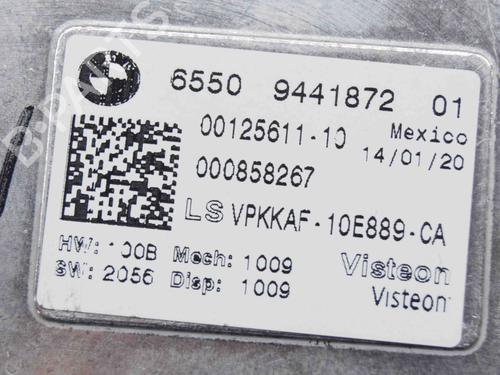 6550 9441872 01
00125611-10 Mexico
000858267 14/01/20
LS VPKKAF-10E889-CA
HW: 100B Mech: 1009 Visteon
SW: 2056 Disp: 1009 Visteon